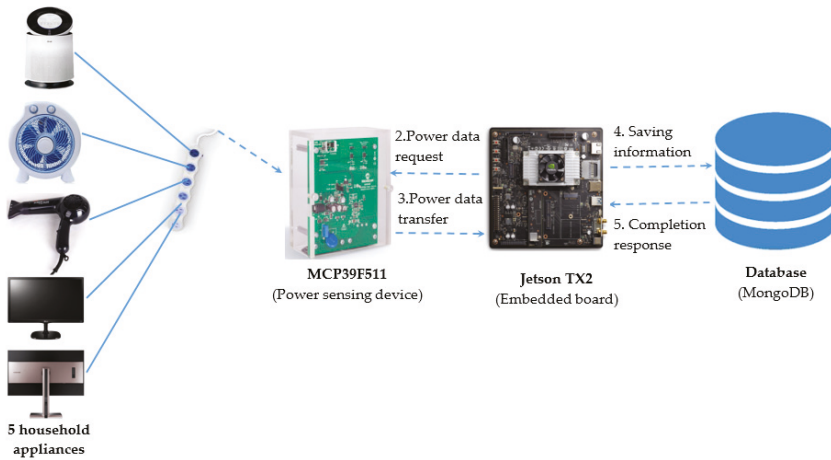 2.Power data
request
3.Power data
transfer
4. Saving
information
5. Completion
response
MCP39F511
(Power sensing device)
Jetson TX2
(Embedded board)
Database
(MongoDB)
5 household
appliances